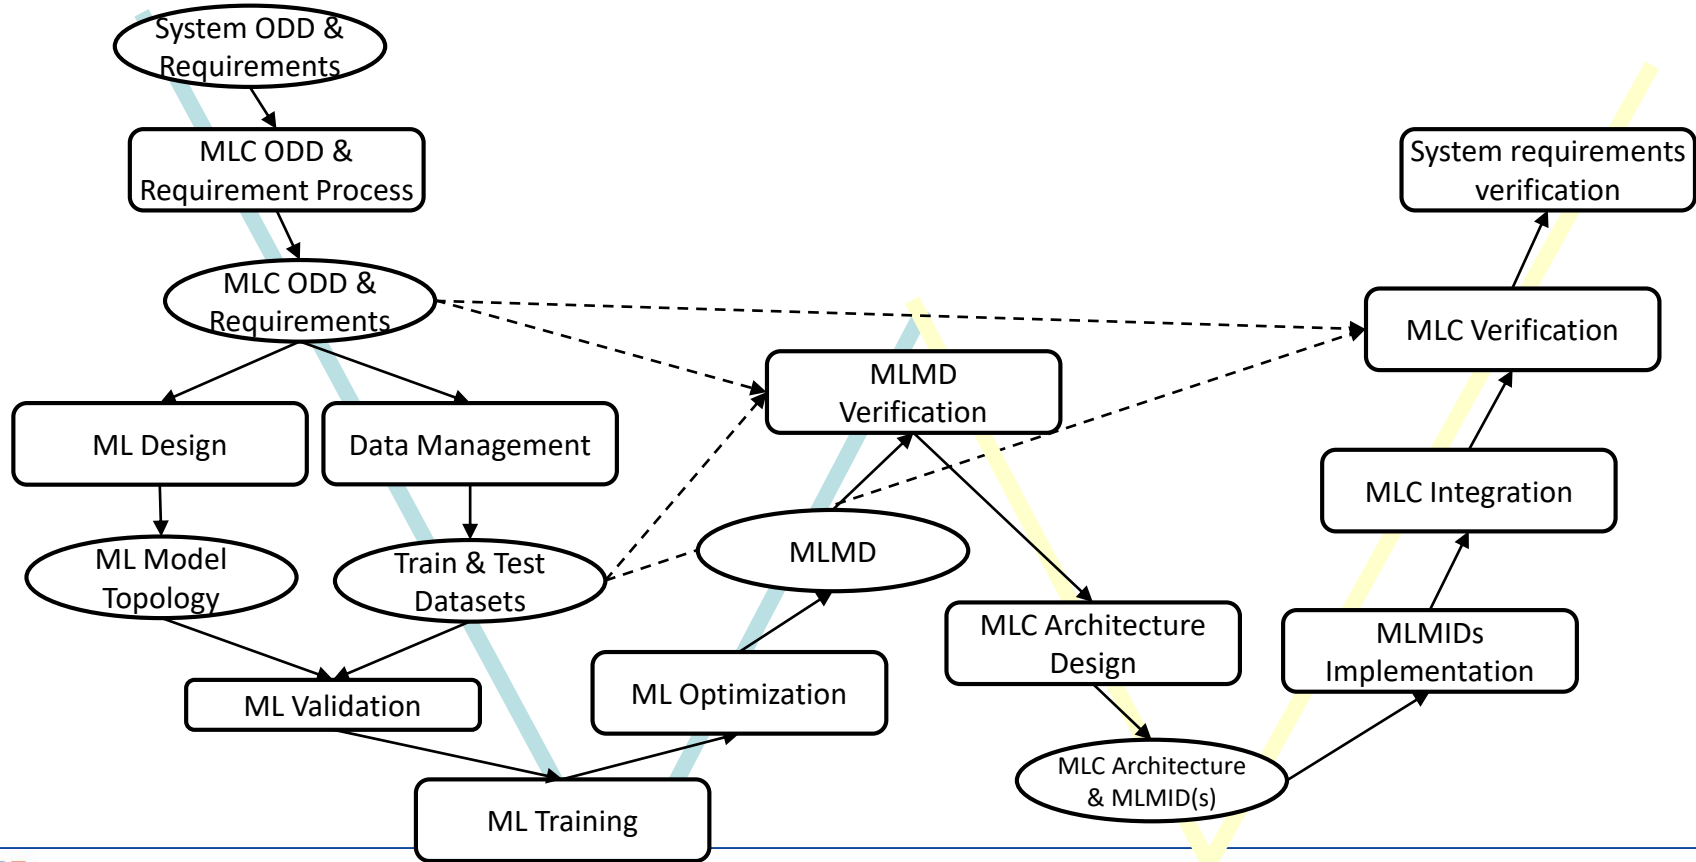 System ODD &
Requirements
MLC ODD &
Requirement Process
MLC ODD &
Requirements
ML Design
Data Management
ML Model
Topology
Train & Test
Datasets
ML Validation
ML Training
ML Optimization
MLMD
MLMD
Verification
MLC Architecture
Design
MLC Architecture
& MLMID(s)
MLMIDs
Implementation
MLC Integration
MLC Verification
System requirements
verification